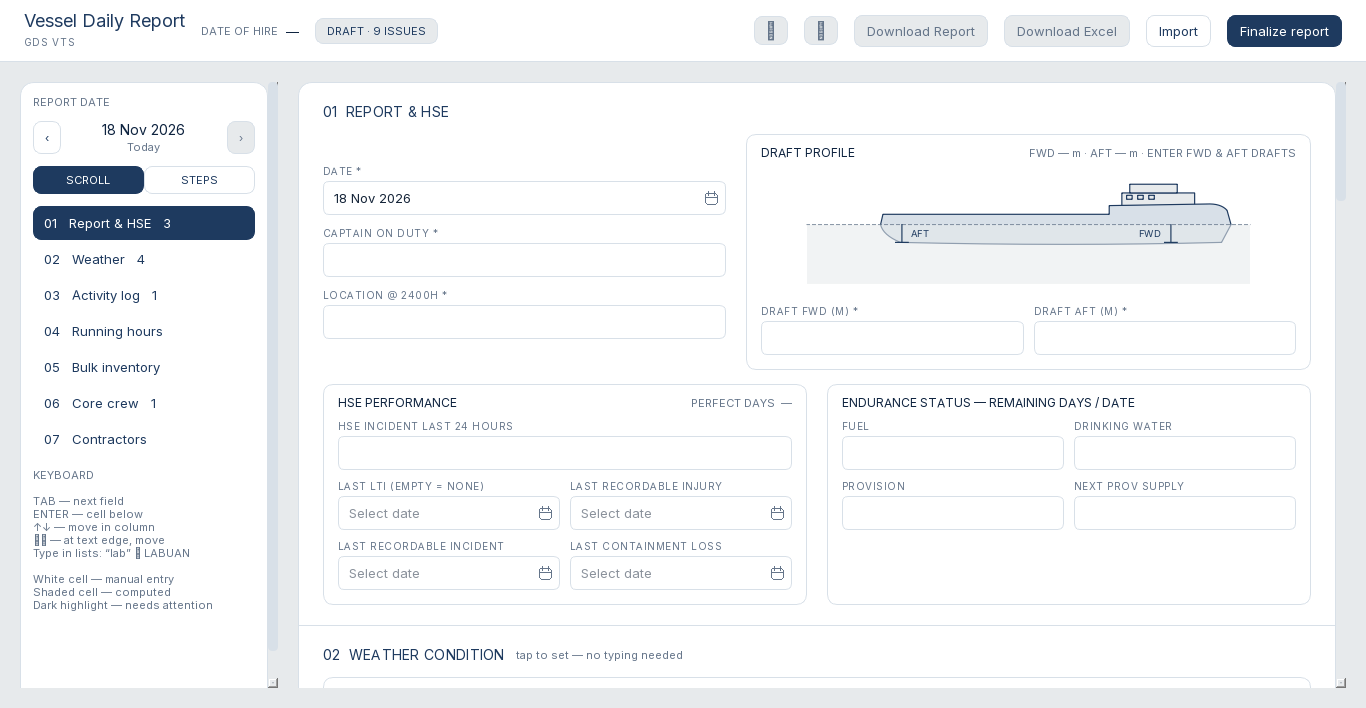 Vessel Daily Report
GDS VTS
DATE OF HIRE —
DRAFT · 9 ISSUES
Download Report
Download Excel
Import
Finalize report
REPORT DATE
‹
18 Nov 2026
Today
›
SCROLL
STEPS
01 Report & HSE 3
02 Weather 4
03 Activity log 1
04 Running hours
05 Bulk inventory
06 Core crew 1
07 Contractors
KEYBOARD
TAB — next field
ENTER — cell below
↑↓ — move in column
— at text edge, move
Type in lists: “lab” LABUAN
White cell — manual entry
Shaded cell — computed
Dark highlight — needs attention
01 REPORT & HSE
DATE *
18 Nov 2026
CAPTAIN ON DUTY *
LOCATION @ 2400H *
DRAFT PROFILE
FWD — m · AFT — m · ENTER FWD & AFT DRAFTS
AFT
FWD
DRAFT FWD (M) *
DRAFT AFT (M) *
HSE PERFORMANCE
PERFECT DAYS —
HSE INCIDENT LAST 24 HOURS
LAST LTI (EMPTY = NONE)
LAST RECORDABLE INJURY
Select date
Select date
LAST RECORDABLE INCIDENT
LAST CONTAINMENT LOSS
Select date
Select date
ENDURANCE STATUS — REMAINING DAYS / DATE
FUEL
DRINKING WATER
PROVISION
NEXT PROV SUPPLY
02 WEATHER CONDITION tap to set — no typing needed